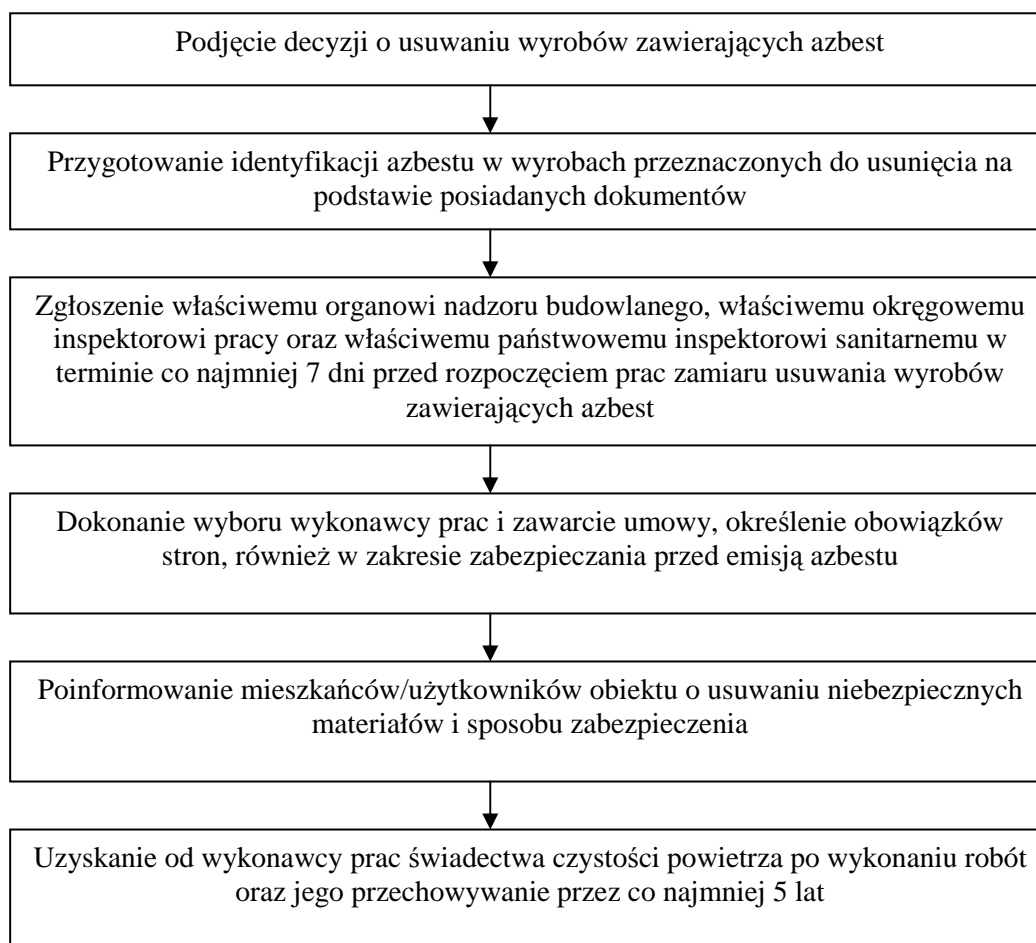 Podjęcie decyzji o usuwaniu wyrobów zawierających azbest
Przygotowanie identyfikacji azbestu w wyrobach przeznaczonych do usunięcia na
podstawie posiadanych dokumentów
Zgłoszenie właściwemu organowi nadzoru budowlanego, właściwemu okręgowemu
inspektorowi pracy oraz właściwemu państwowemu inspektorowi sanitarnemu w
terminie co najmniej 7 dni przed rozpoczęciem prac zamiaru usuwania wyrobów
zawierających azbest
Dokonanie wyboru wykonawcy prac i zawarcie umowy, określenie obowiązków
stron, również w zakresie zabezpieczania przed emisją azbestu
Poinformowanie mieszkańców/użytkowników obiektu o usuwaniu niebezpiecznych
materiałów i sposobu zabezpieczenia
Uzyskanie od wykonawcy prac świadectwa czystości powietrza po wykonaniu robót
oraz jego przechowywanie przez co najmniej 5 lat